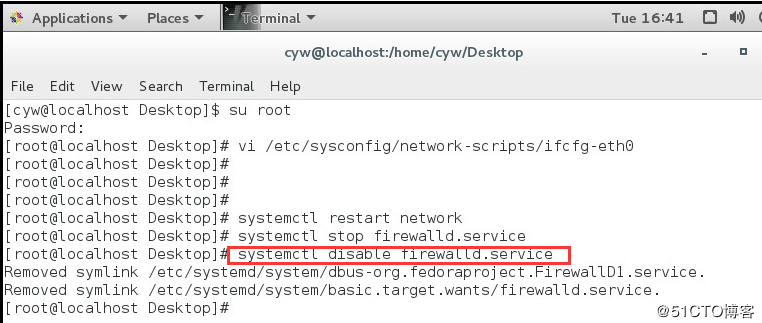 Applications Places Terminal Tue 16:41
cyw@localhost:/home/cyw/Desktop
File Edit View Search Terminal Help
[cyw@localhost Desktop]$ su root
Password:
[root@localhost Desktop]# vi /etc/sysconfig/network-scripts/ifcfg-eth0
[root@localhost Desktop]#
[root@localhost Desktop]#
[root@localhost Desktop]#
[root@localhost Desktop]# systemctl restart network
[root@localhost Desktop]# systemctl stop firewalld.service
[root@localhost Desktop]# systemctl disable firewalld.service
Removed symlink /etc/systemd/system/dbus-org.fedoraproject.FirewallD1.service.
Removed symlink /etc/systemd/system/basic.target.wants/firewalld.service.
[root@localhost Desktop]#
@51CTO博客